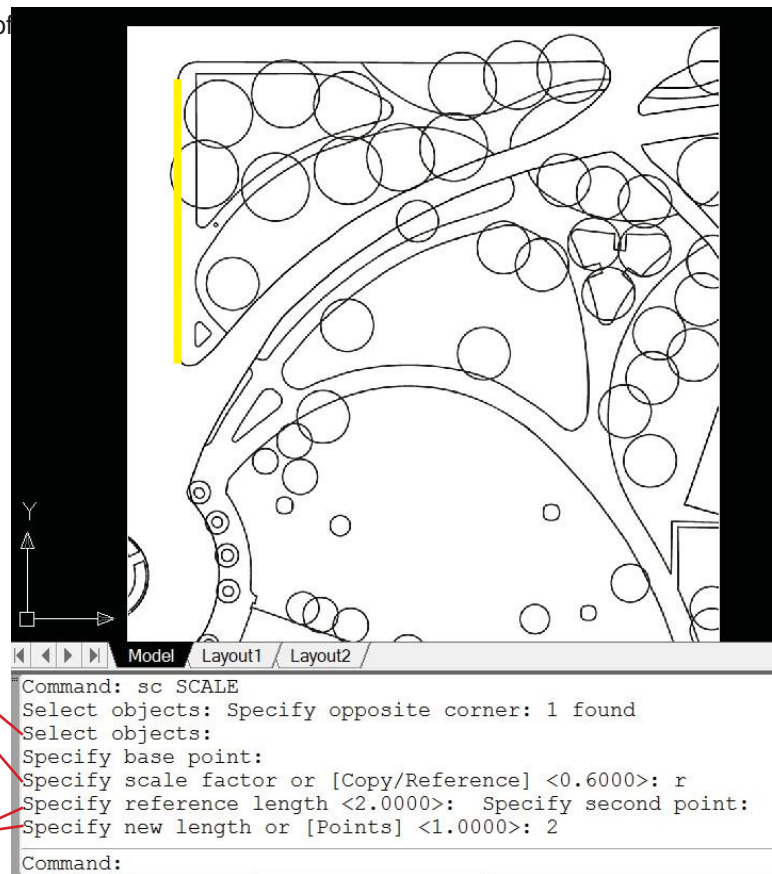 of
Y
Model Layout1 Layout2
Command: sc SCALE
Select objects: Specify opposite corner: 1 found
Select objects:
Specify base point:
Specify scale factor or [Copy/Reference] <0.6000>: r
Specify reference length <2.0000>: Specify second point:
Specify new length or [Points] <1.0000>: 2
Command: